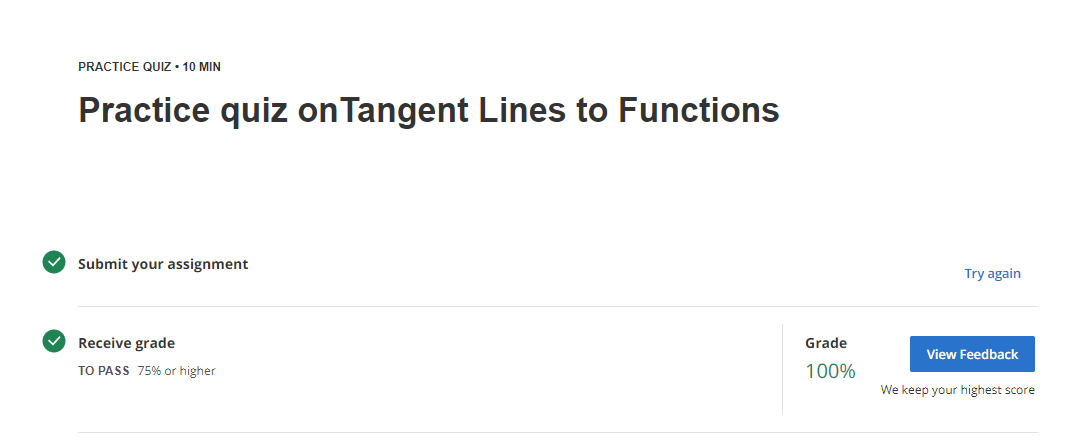 PRACTICE QUIZ • 10 MIN
Practice quiz onTangent Lines to Functions
Submit your assignment
Try again
Receive grade
TO PASS 75% or higher
Grade
100%
View Feedback
We keep your highest score